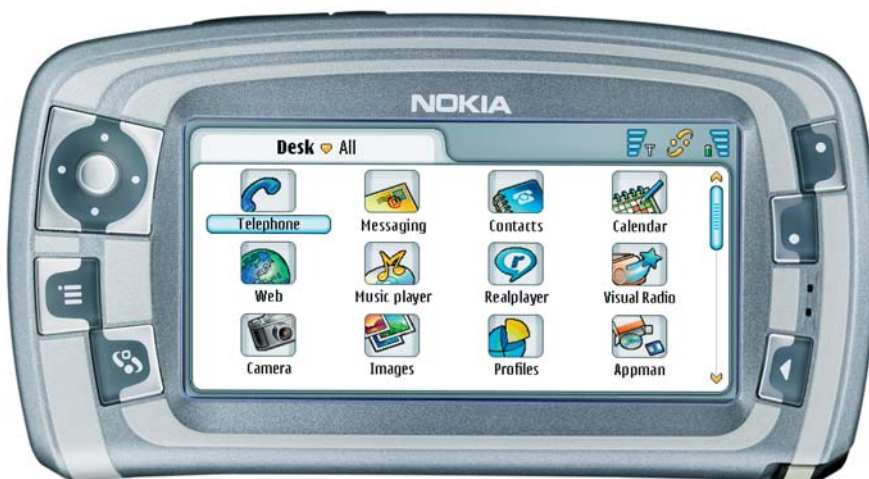 NOKIA
Desk All
T
Telephone Messaging Contacts Calendar
Web Music player Realplayer Visual Radio
Camera Images Profiles Appman